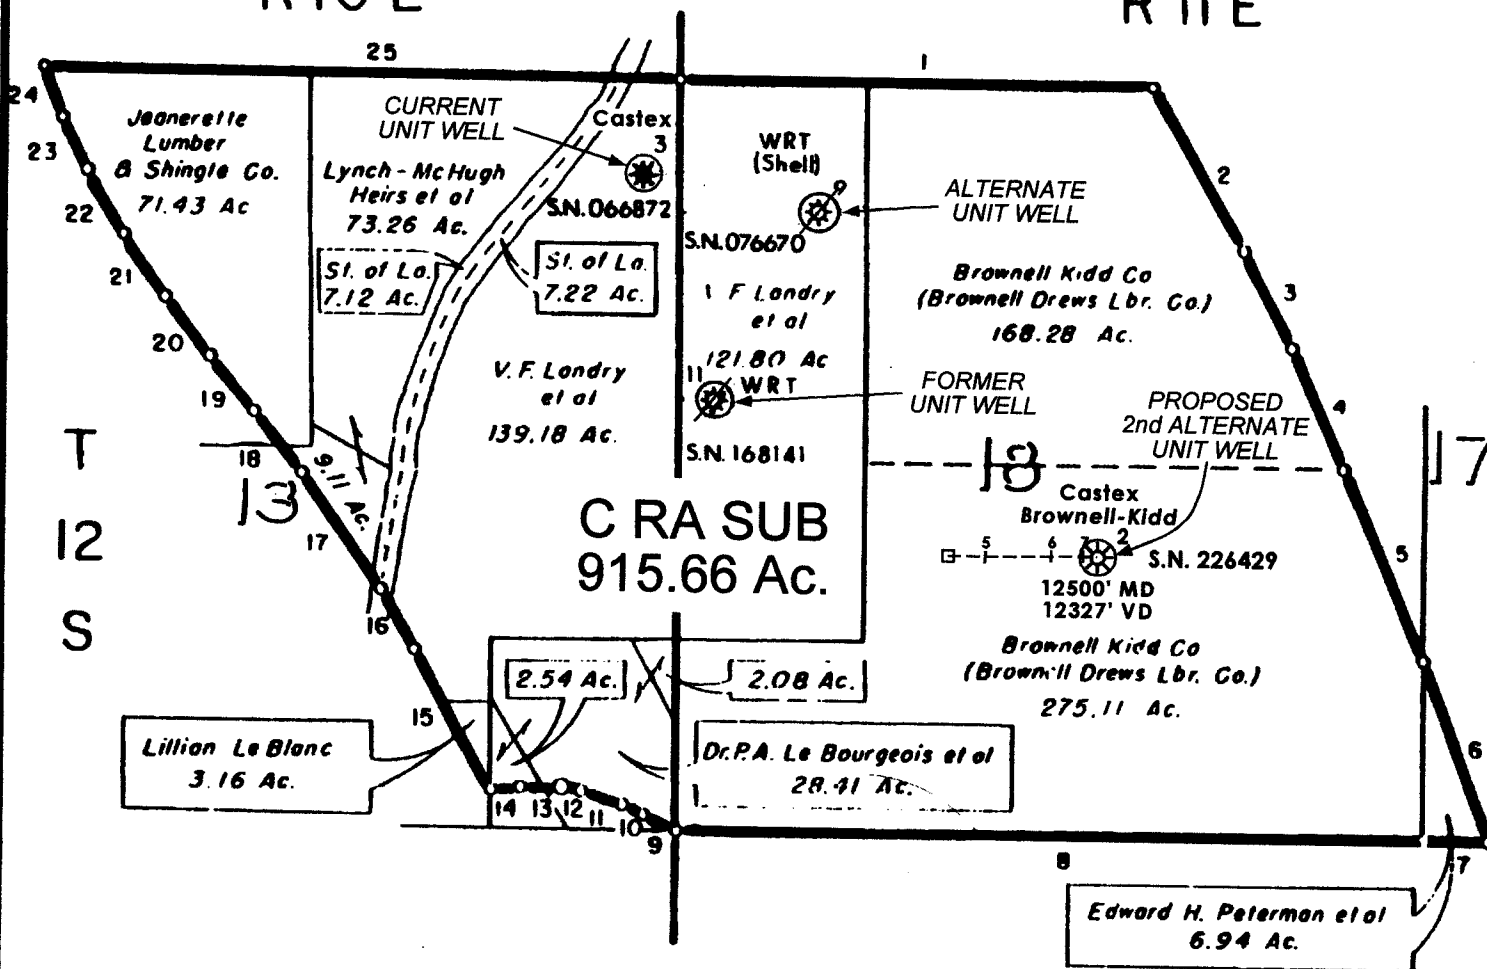 R 10 E
R 11 E
25
1
24
Jeanerette
Lumber
& Shingle Co.
71.43 Ac
CURRENT
UNIT WELL
Castex
3
S.N.066872
Lynch-McHugh
Heirs et al
73.26 Ac.
WRT
(Shell)
9
S.N.076670
ALTERNATE
UNIT WELL
2
23
22
21
20
19
18
17
16
15
St. of La.
7.12 Ac.
St. of La.
7.22 Ac.
F Landry
et al
121.80 Ac
Brownell Kidd Co
(Brownell Drews Lbr. Co.)
168.28 Ac.
3
V.F. Landry
et al
139.18 Ac.
11
WRT
S.N. 168141
FORMER
UNIT WELL
PROPOSED
2nd ALTERNATE
UNIT WELL
4
T
12
S
13
9.11 Ac.
18
17
C RA SUB
915.66 Ac.
Castex
Brownell-Kidd
5
6
7
2
S.N. 226429
12500' MD
12327' VD
5
Brownell Kidd Co
(Brownell Drews Lbr. Co.)
275.11 Ac.
2.54 Ac.
2.08 Ac.
Lillian Le Blanc
3.16 Ac.
Dr.P.A. Le Bourgeois et al
28.41 Ac.
6
14
13
12
11
10
9
8
7
Edward H. Peterman et al
6.94 Ac.